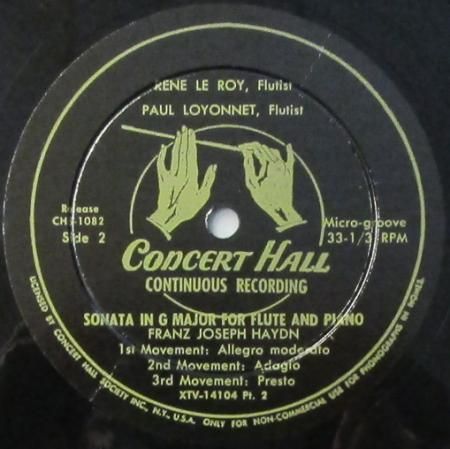 RENE LE ROY, Flutist
PAUL LOYONNET, Flutist
Release
CHS-1082
Side 2
Micro-groove
33-1/3 RPM
CONCERT HALL
CONTINUOUS RECORDING
SONATA IN G MAJOR FOR FLUTE AND PIANO
FRANZ JOSEPH HAYDN
1st Movement: Allegro moderato
2nd Movement: Adagio
3rd Movement: Presto
XTV-14104 Pt. 2
LICENSED BY CONCERT HALL SOCIETY INC., N.Y., U.S.A. ONLY FOR NON-COMMERCIAL USE FOR PHONOGRAPHS IN HOMES.